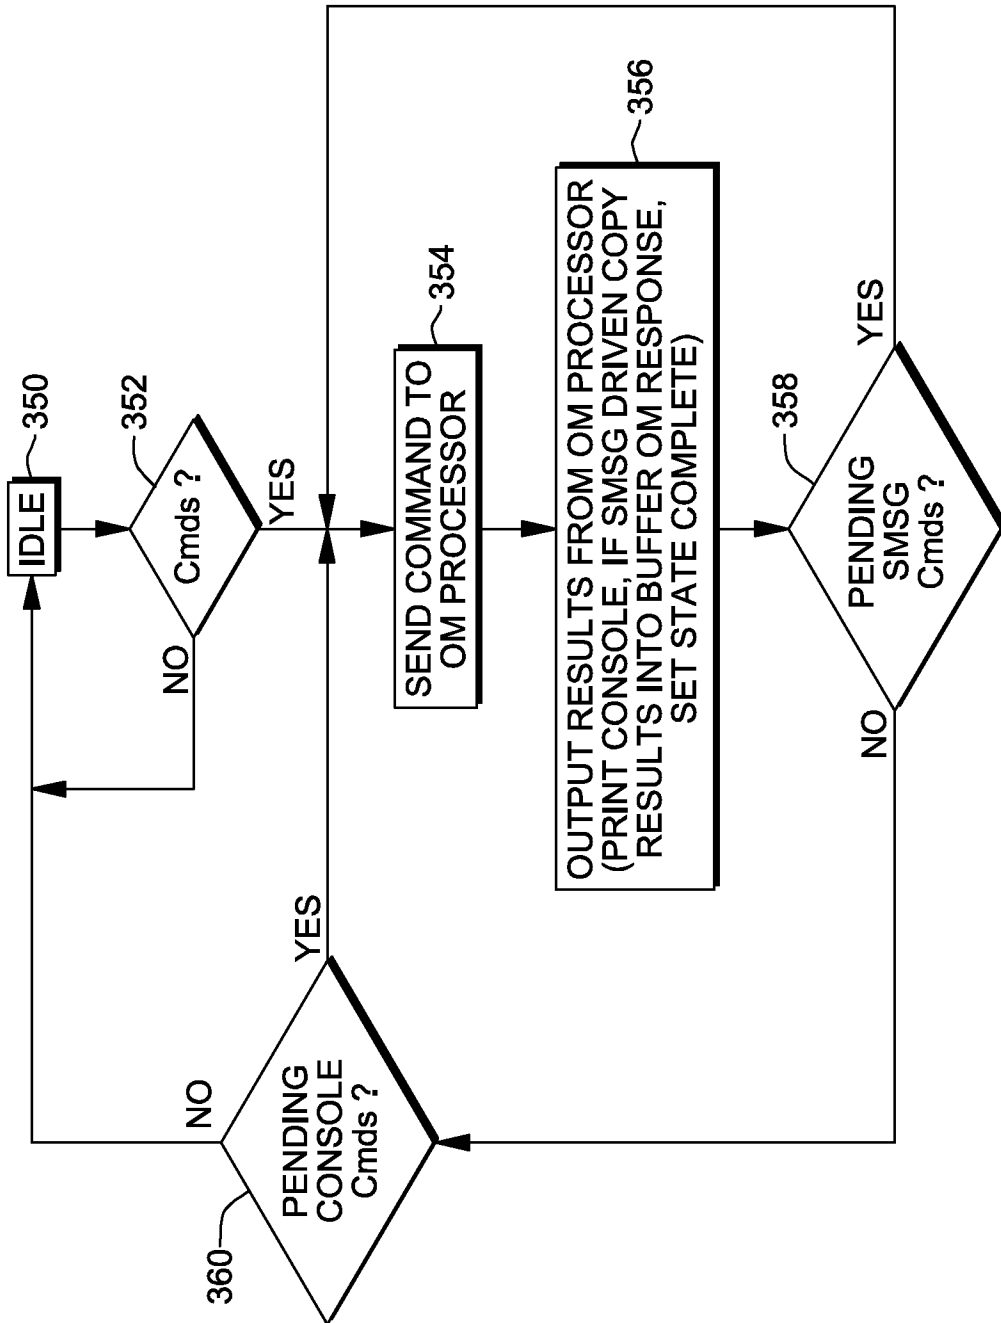 350
IDLE
352
Cmds ?
NO
YES
354
SEND COMMAND TO
OM PROCESSOR
356
OUTPUT RESULTS FROM OM PROCESSOR
(PRINT CONSOLE, IF SMSG DRIVEN COPY
RESULTS INTO BUFFER OM RESPONSE,
SET STATE COMPLETE)
358
PENDING
SMSG
Cmds ?
YES
NO
360
PENDING
CONSOLE
Cmds ?
YES
NO